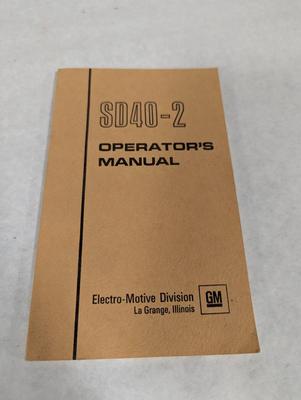 SD40-2
OPERATOR'S
MANUAL
Electro-Motive Division
La Grange, Illinois
GM